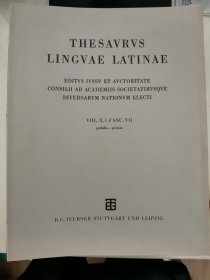 THESAVRVS
LINGVAE LATINAE
EDITVS IVSSV ET AVCTORITATE
CONSILII AB ACADEMIIS SOCIETATIBVSQVE
DIVERSARVM NATIONVM ELECTI
VOL. X,1 FASC. VII
B. G. TEUBNER STUTTGART UND LEIPZIG